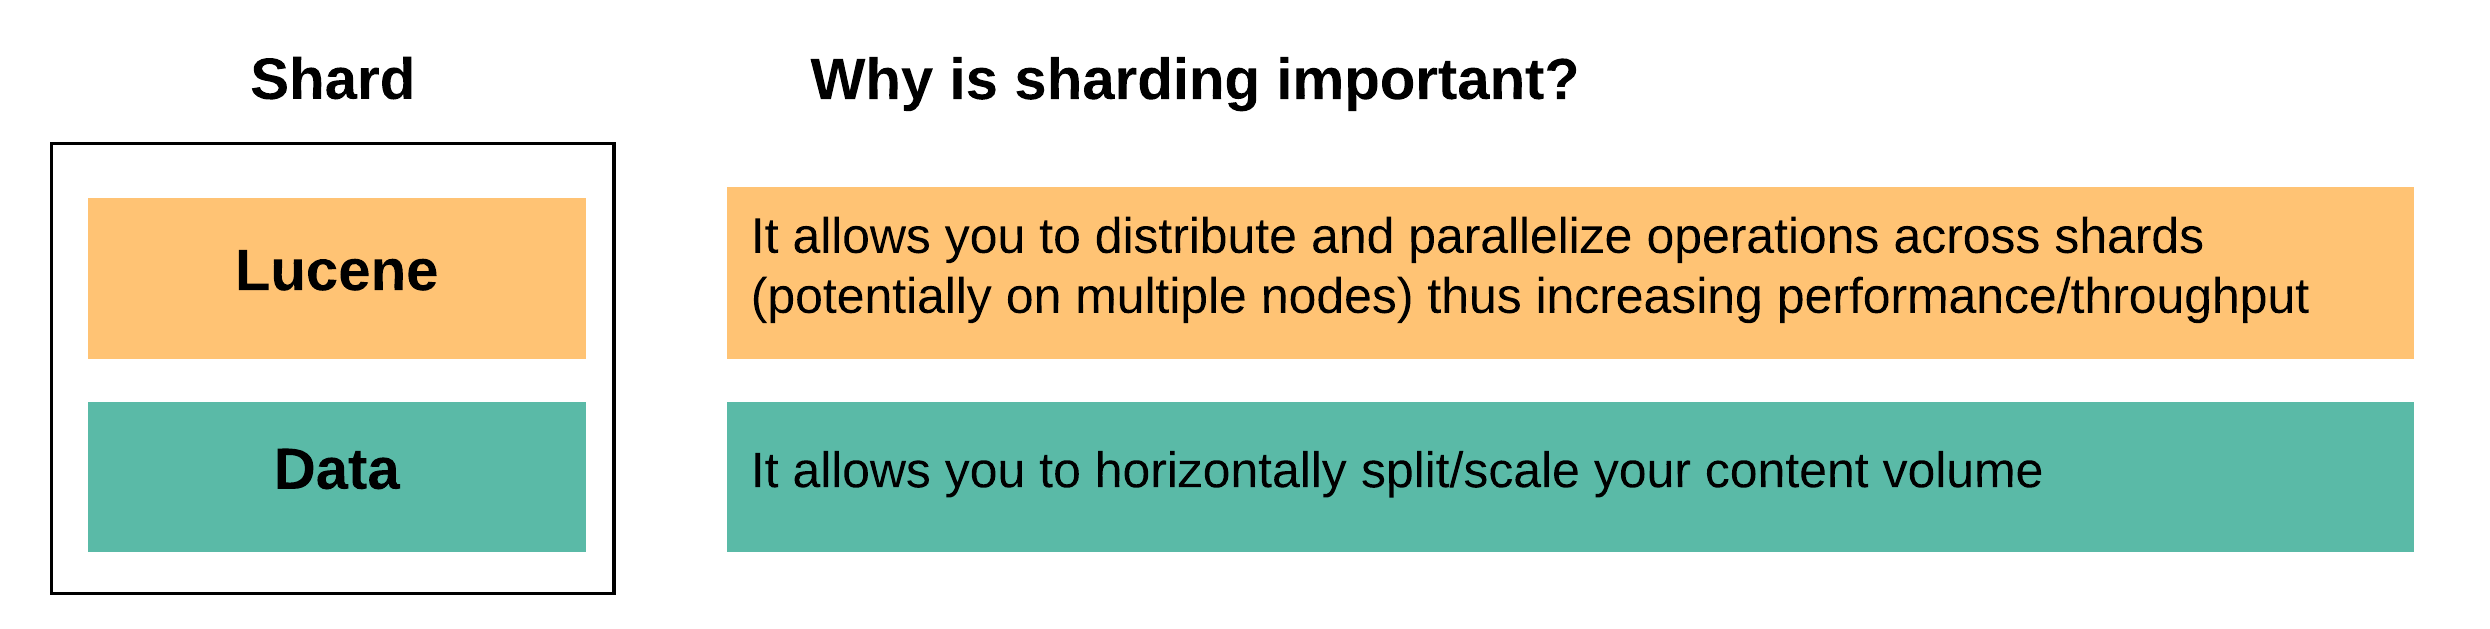 Shard
Why is sharding important?
Lucene
It allows you to distribute and parallelize operations across shards
(potentially on multiple nodes) thus increasing performance/throughput
Data
It allows you to horizontally split/scale your content volume